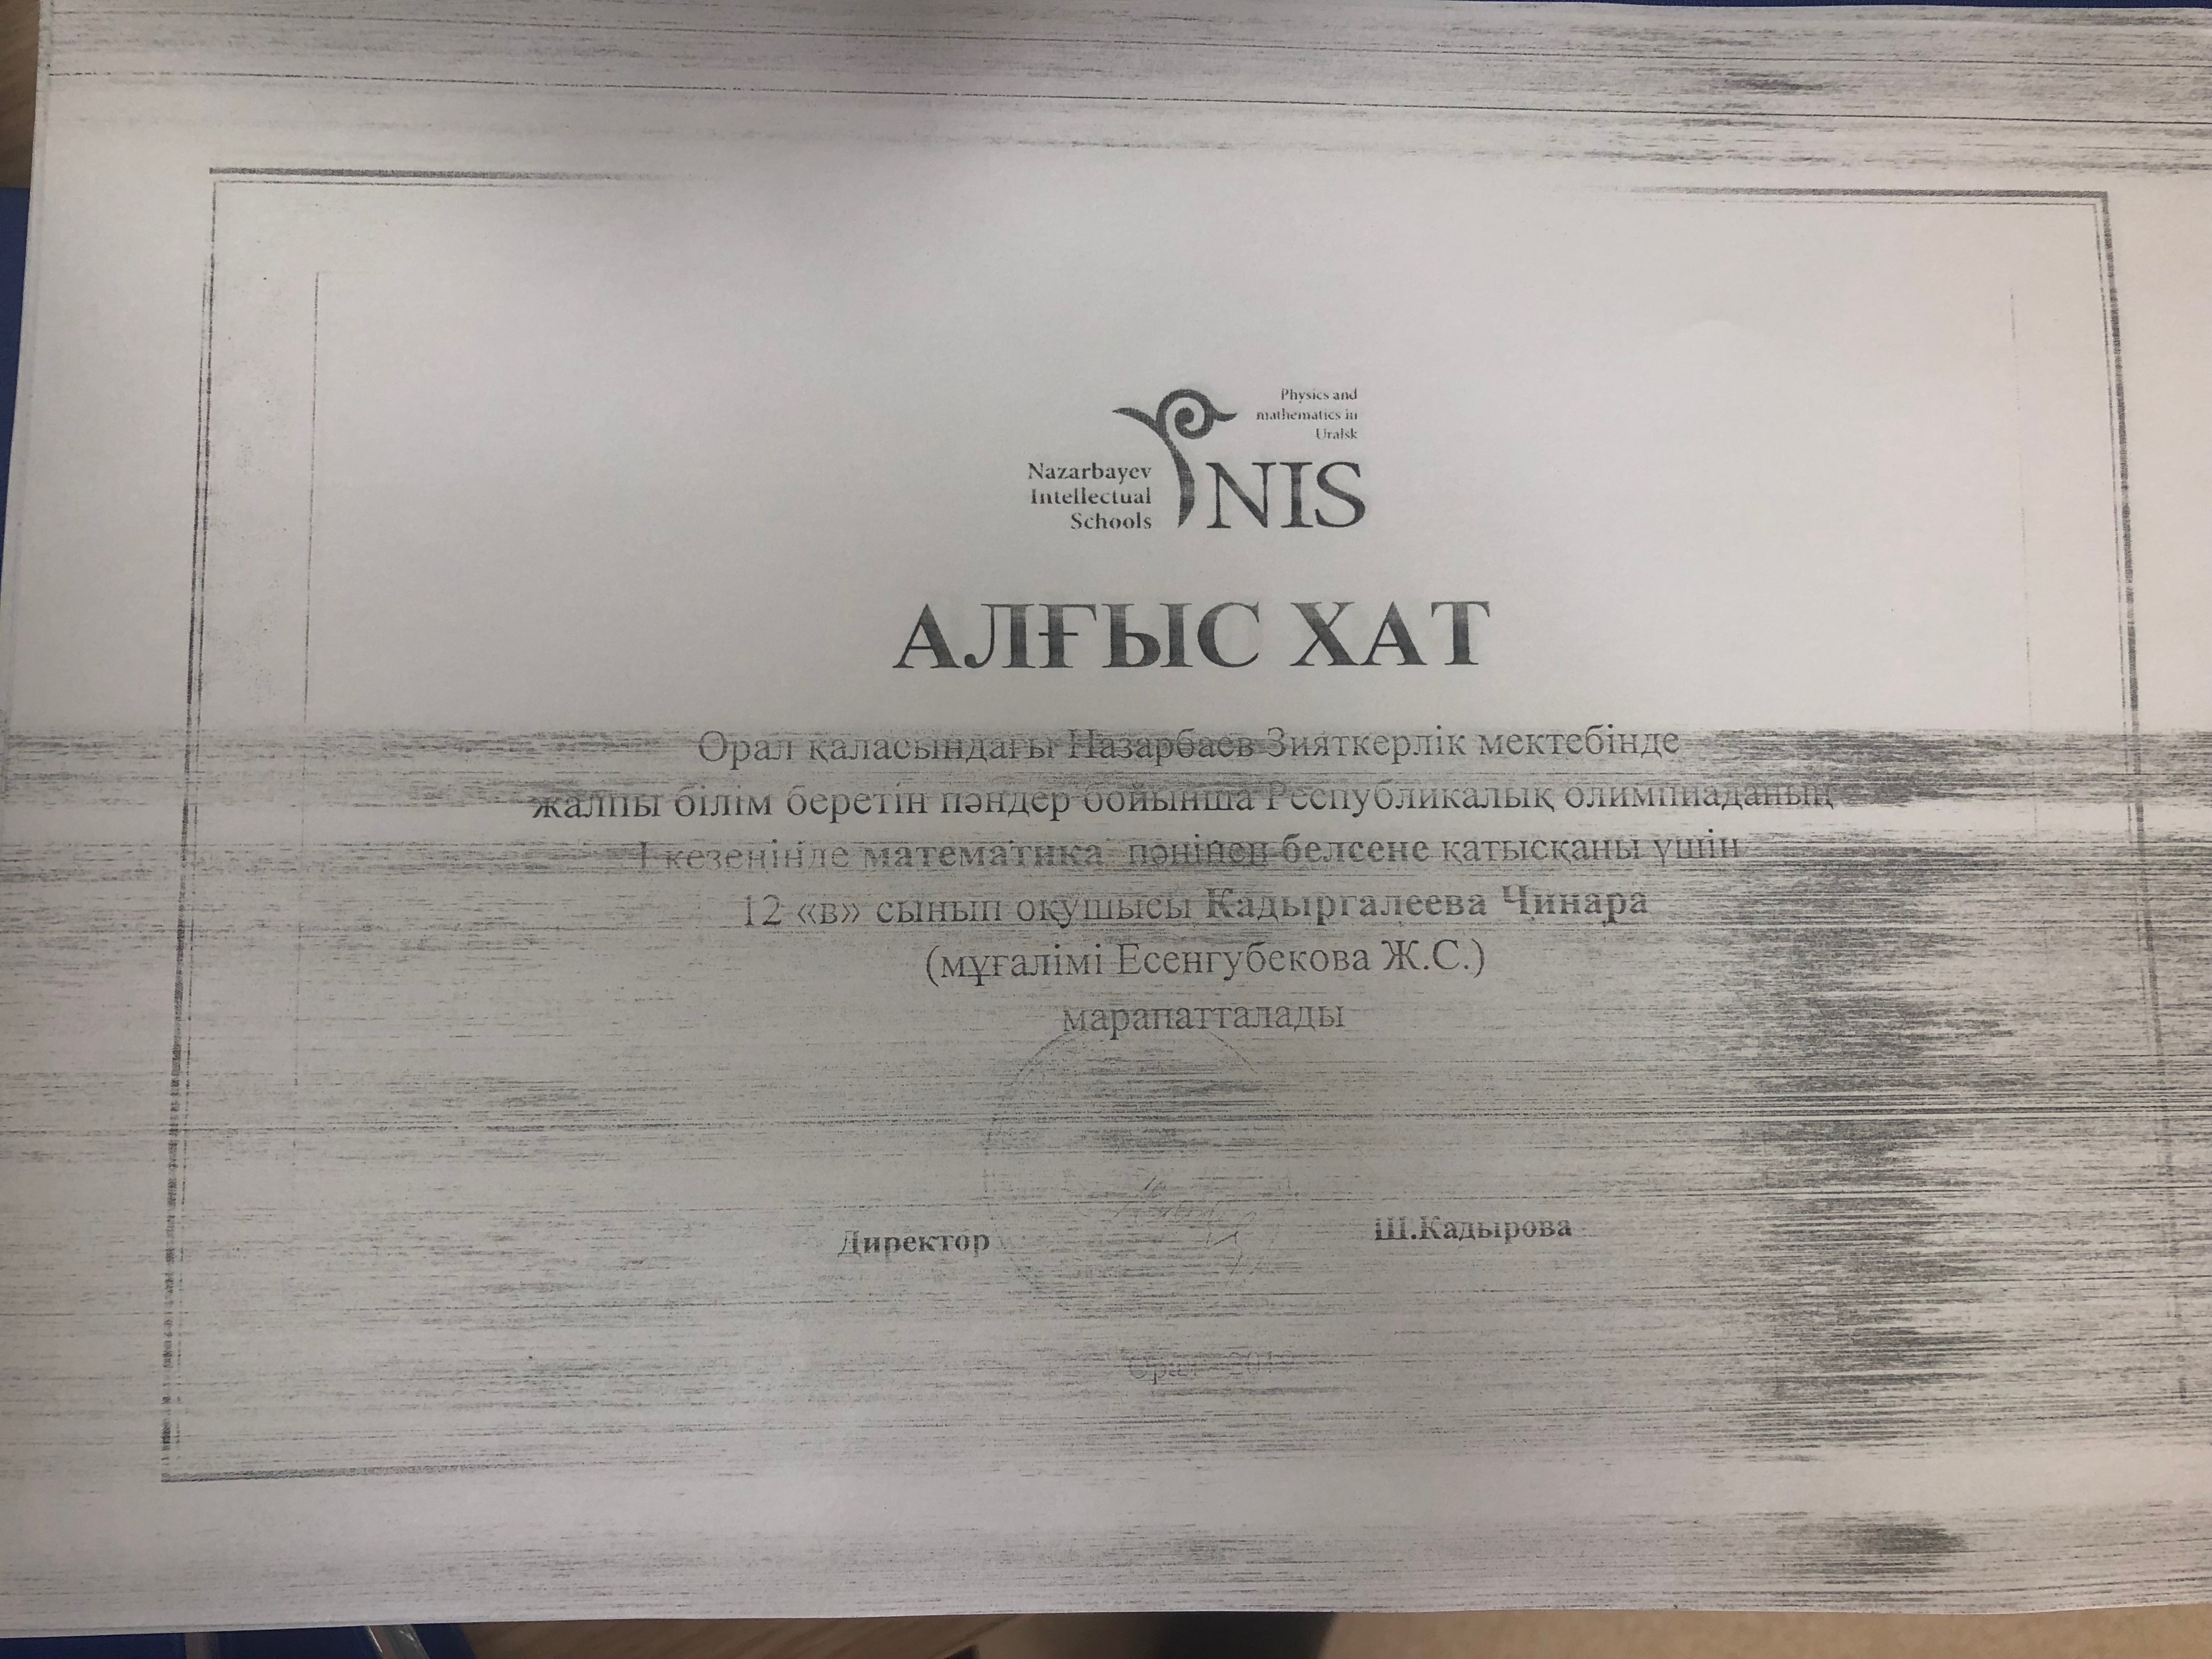 Physics and
mathematics in
Uralsk
Nazarbayev
Intellectual
Schools
NIS
АЛҒЫС ХАТ
Орал қаласындағы Назарбаев Зияткерлік мектебінде
жалпы білім беретін пәндер бойынша Республикалық олимпиаданың
І кезеңінде математика пәнінен белсене қатысқаны үшін
12 «в» сынып оқушысы Кадыргалеева Чинара
(мұғалімі Есенгубекова Ж.С.)
марапатталады
Директор
Ш.Кадырова
Орал